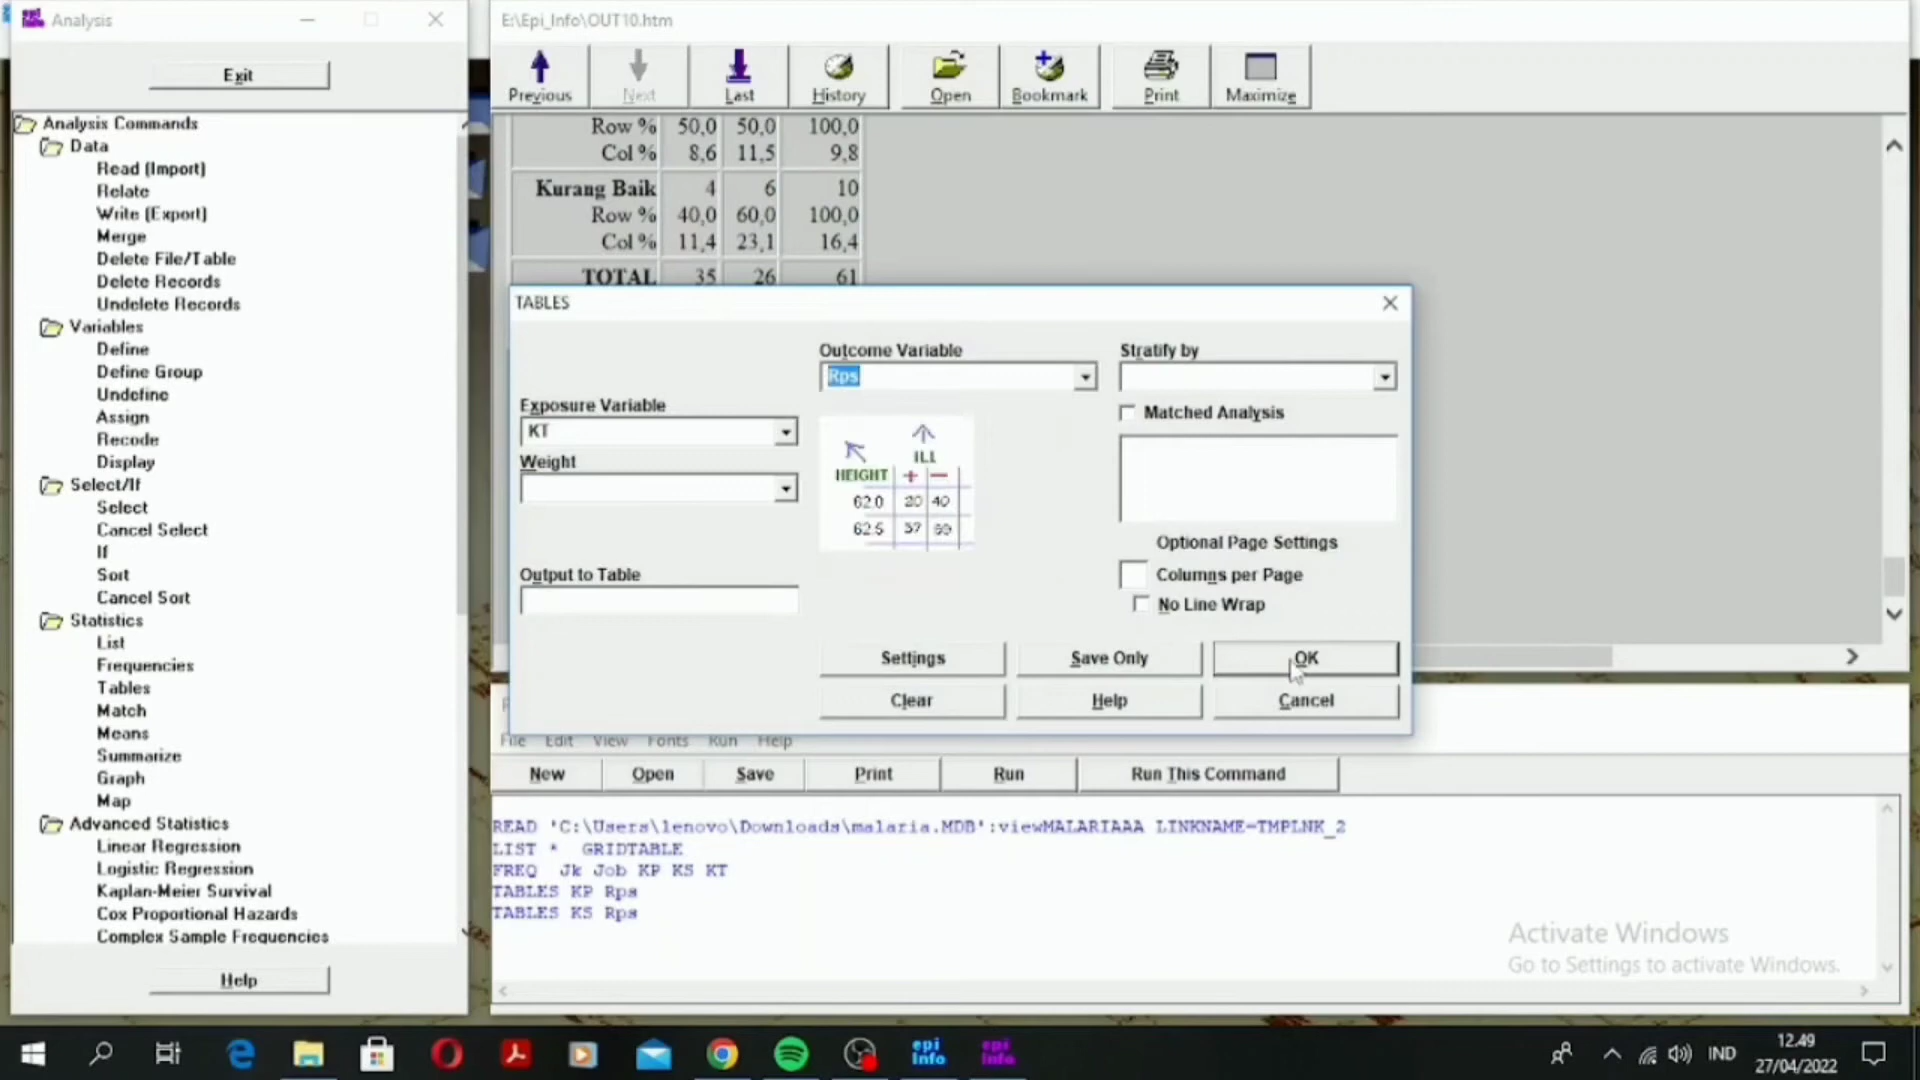 Analysis
Exit
Analysis Commands
Data
Read (Import)
Relate
Write (Export)
Merge
Delete File/Table
Delete Records
Undelete Records
Variables
Define
Define Group
Undefine
Assign
Recode
Display
Select/If
Select
Cancel Select
If
Sort
Cancel Sort
Statistics
List
Frequencies
Tables
Match
Means
Summarize
Graph
Map
Advanced Statistics
Linear Regression
Logistic Regression
Kaplan-Meier Survival
Cox Proportional Hazards
Complex Sample Frequencies
Help
E:\Epi_Info\OUT10.htm
Previous Next Last History Open Bookmark Print Maximize
Row % 50,0 50,0 100,0
Col % 8,6 11,5 9,8
Kurang Baik 4 6 10
Row % 40,0 60,0 100,0
Col % 11,4 23,1 16,4
TOTAL 35 26 61
TABLES
Outcome Variable
Rps
Stratify by
Exposure Variable
KT
Matched Analysis
Weight
ILL
HEIGHT + −
62.0 20 40
62.5 37
Optional Page Settings
Output to Table
Columns per Page
No Line Wrap
Settings Save Only OK
Clear Help Cancel
File Edit View Fonts Run Help
New Open Save Print Run Run This Command
READ 'C:\Users\lenovo\Downloads\malaria.MDB':viewMALARIAAA LINKNAME=TMPLNK_2
LIST * GRIDTABLE
FREQ Jk Job KP KS KT
TABLES KP Rps
TABLES KS Rps
Activate Windows
Go to Settings to activate Windows.
epi info
epi info
IND
12.49
27/04/2022